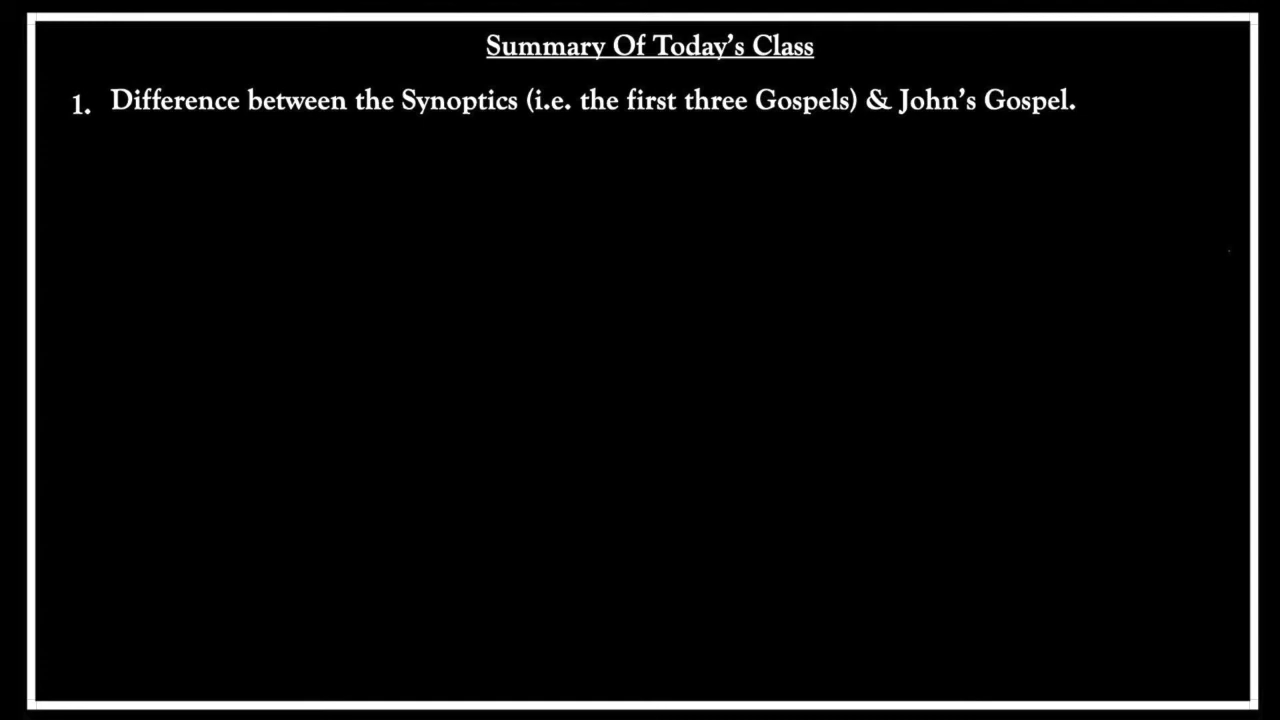 Summary Of Today's Class
1. Difference between the Synoptics (i.e. the first three Gospels) & John's Gospel.